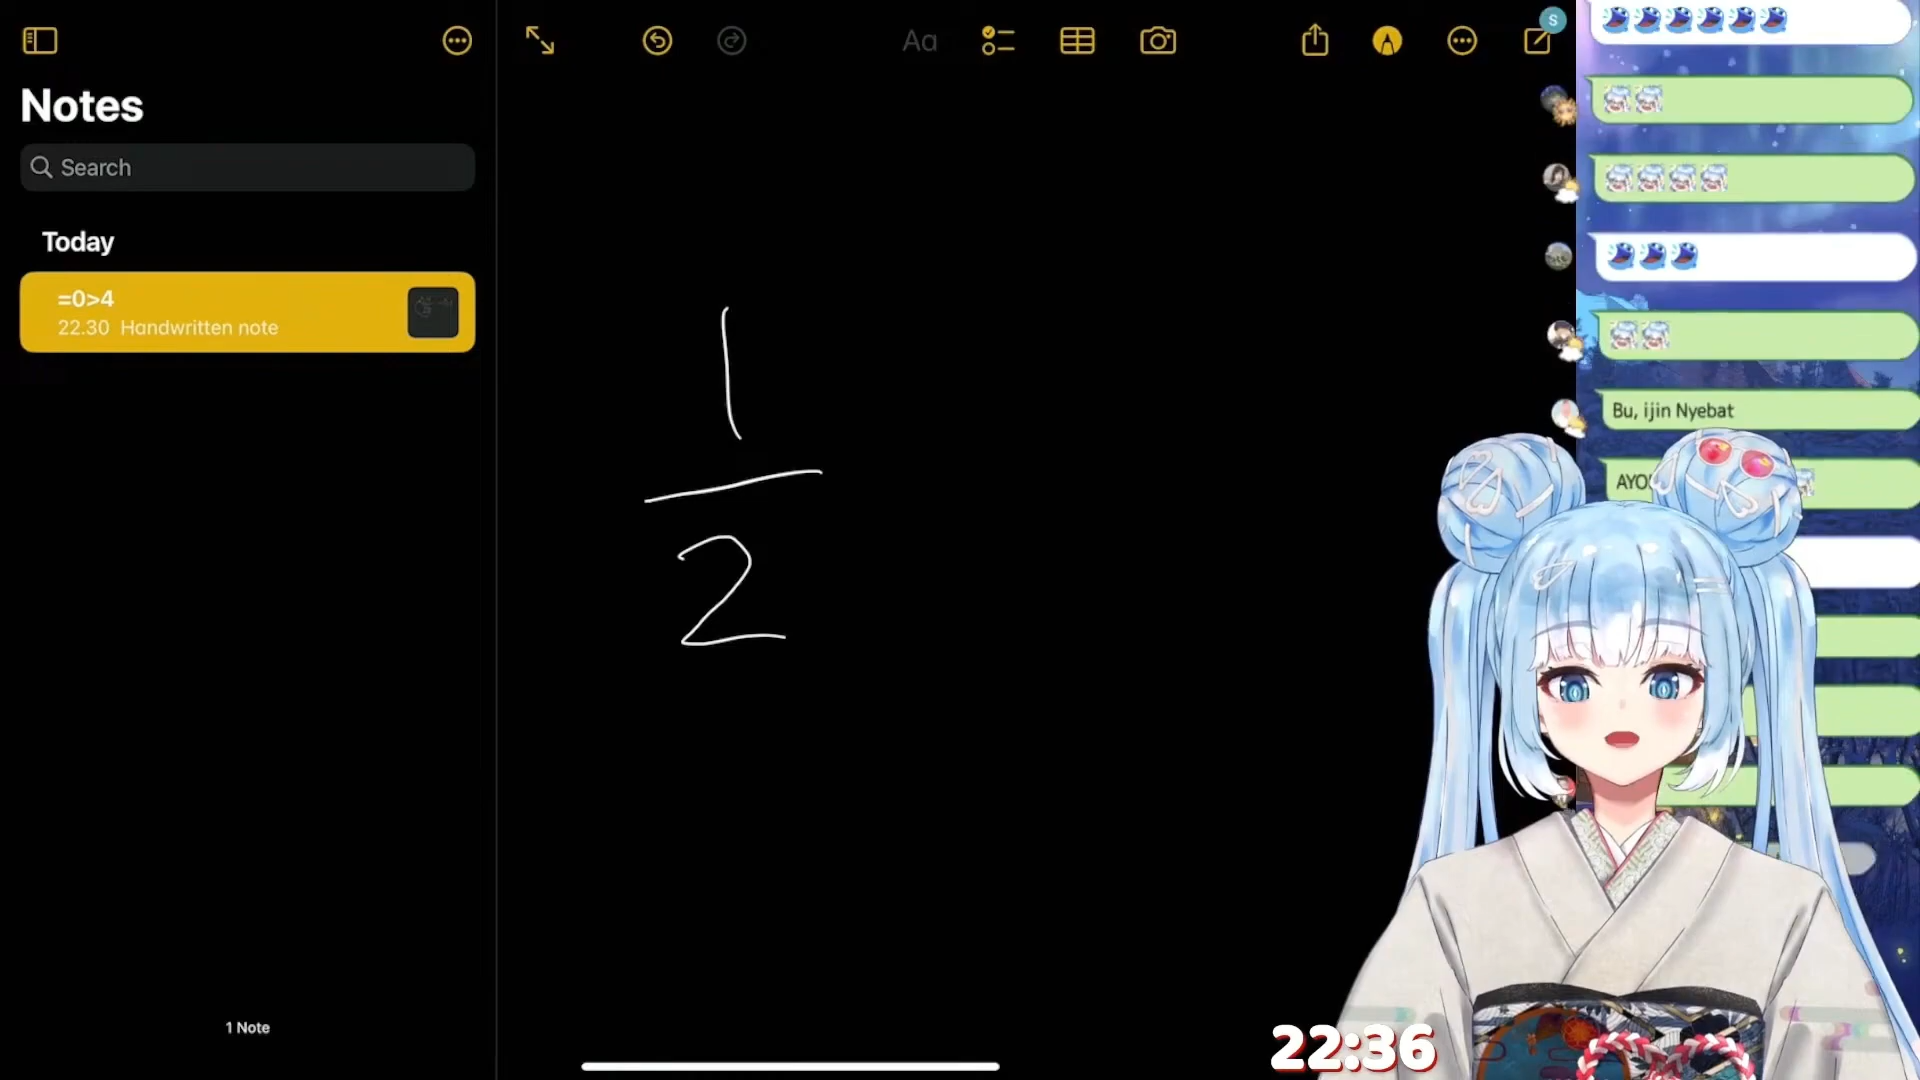 Notes
Search
Today
=0>4
22.30 Handwritten note
1 Note
Aa
1
2
S
Bu, ijin Nyebat
AYO
22:36